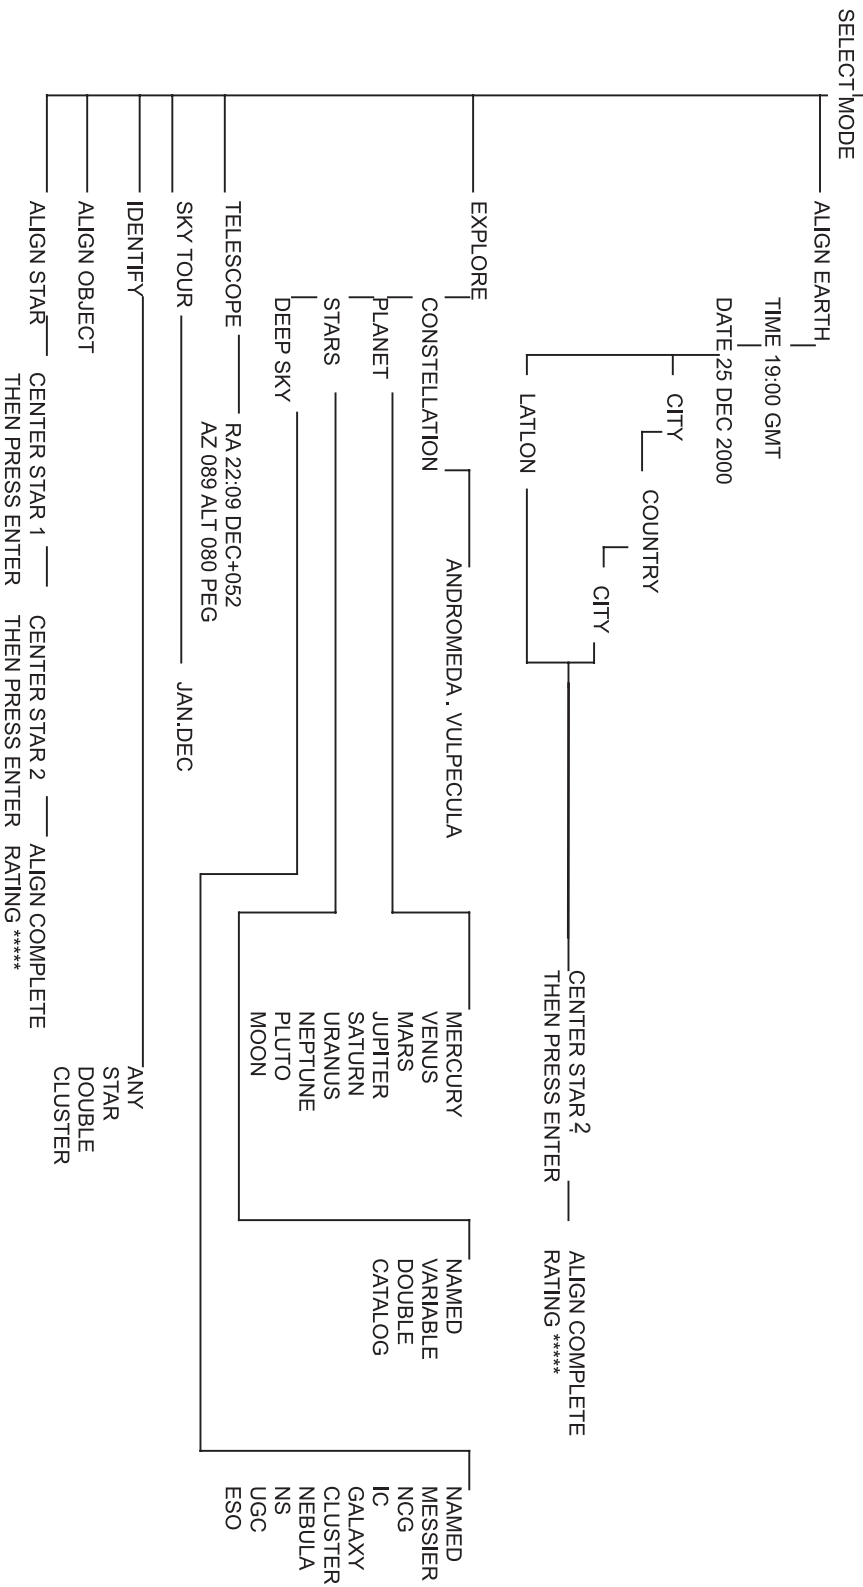 SELECT MODE
ALIGN EARTH
TIME 19:00 GMT
DATE 25 DEC 2000
CITY
COUNTRY
CITY
LATLON
CENTER STAR 2
THEN PRESS ENTER
ALIGN COMPLETE
RATING *****
EXPLORE
CONSTELLATION
ANDROMEDA . VULPECULA
PLANET
MERCURY
VENUS
MARS
JUPITER
SATURN
URANUS
NEPTUNE
PLUTO
MOON
STARS
NAMED
VARIABLE
DOUBLE
CATALOG
DEEP SKY
NAMED
MESSIER
NCG
IC
GALAXY
CLUSTER
NEBULA
NS
UGC
ESO
TELESCOPE
RA 22:09 DEC+052
AZ 089 ALT 080 PEG
SKY TOUR
JAN.DEC
IDENTIFY
ANY
STAR
DOUBLE
CLUSTER
ALIGN OBJECT
ALIGN STAR
CENTER STAR 1
THEN PRESS ENTER
CENTER STAR 2
THEN PRESS ENTER
ALIGN COMPLETE
RATING *****